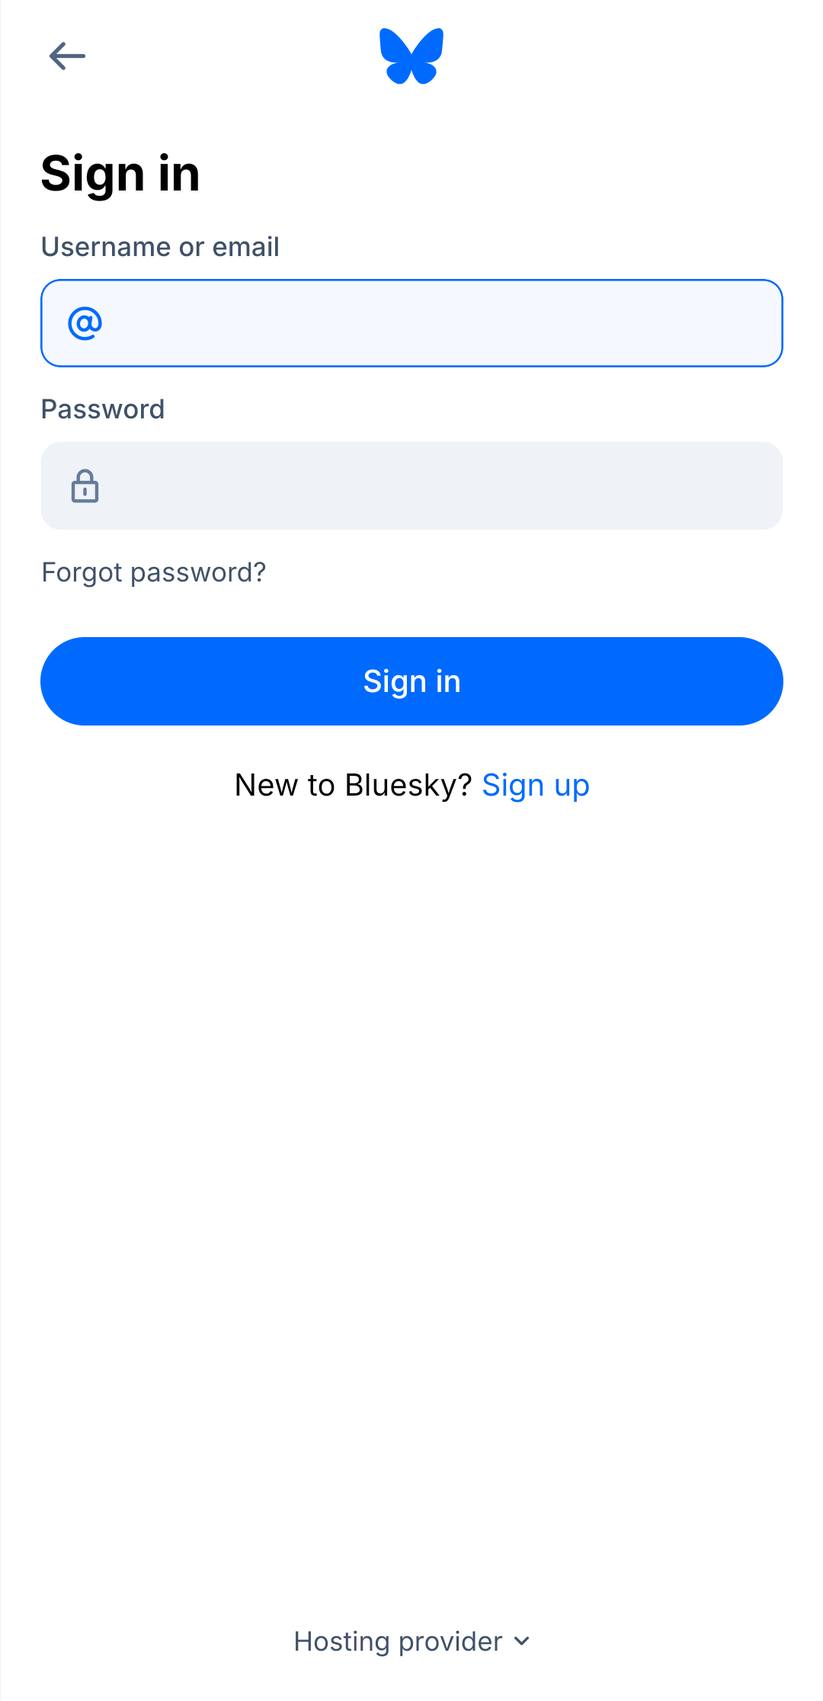 Sign in
Username or email
@
Password
Forgot password?
Sign in
New to Bluesky? Sign up
Hosting provider